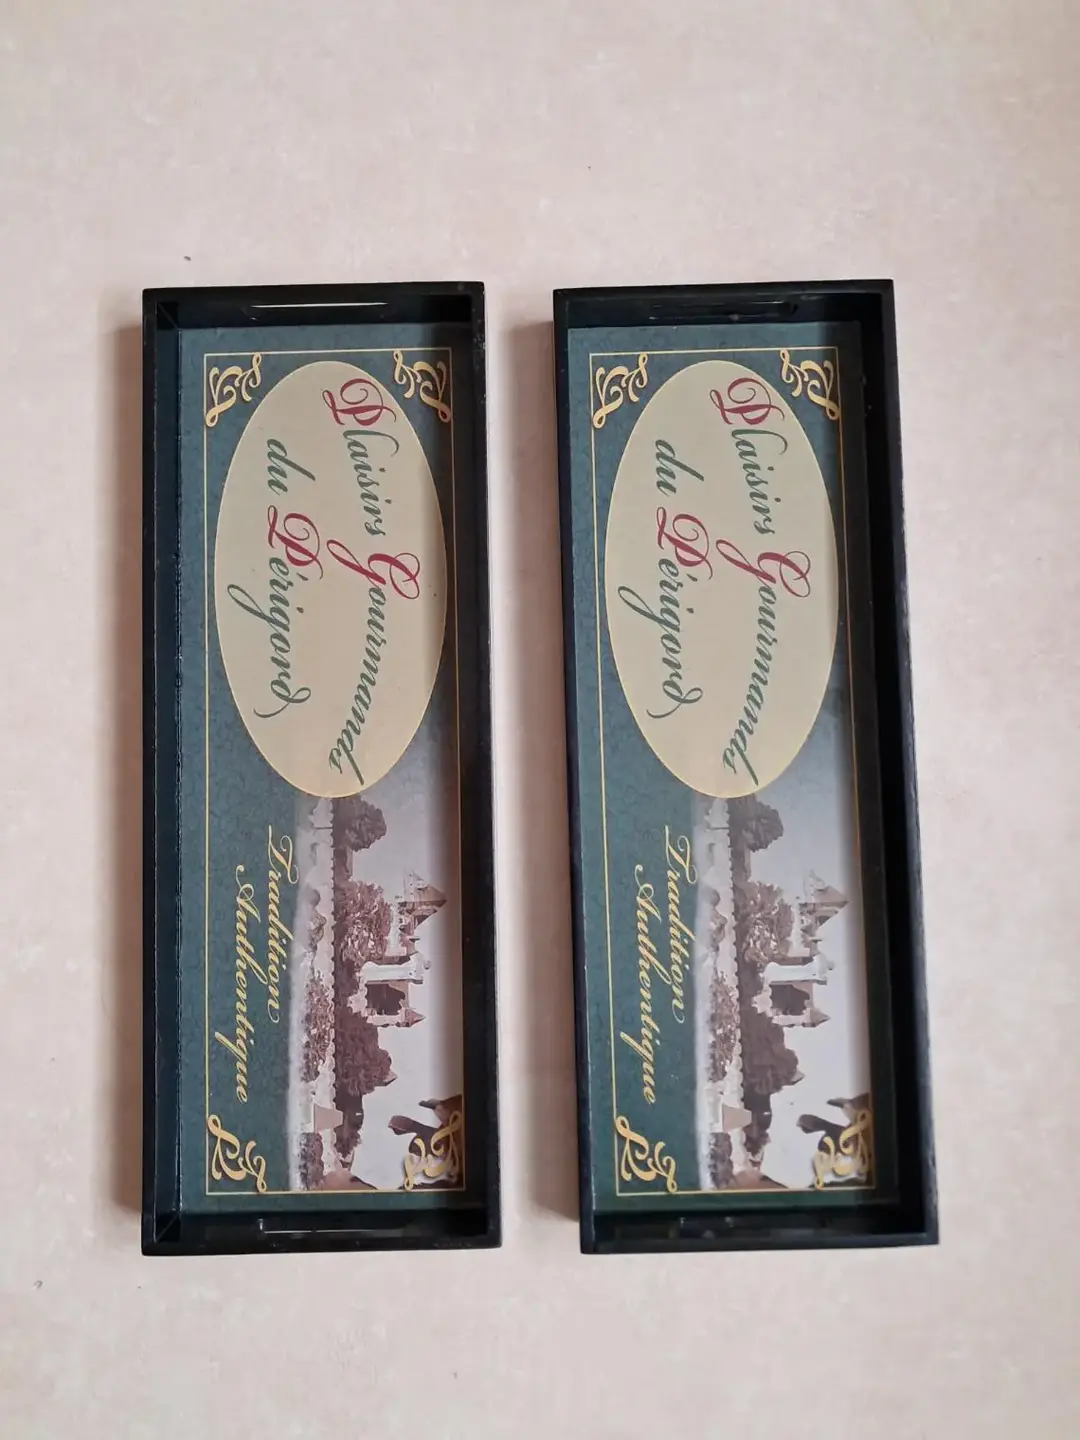 Plaisirs Gourmands
du Périgord
Tradition
Authentique
Plaisirs Gourmands
du Périgord
Tradition
Authentique